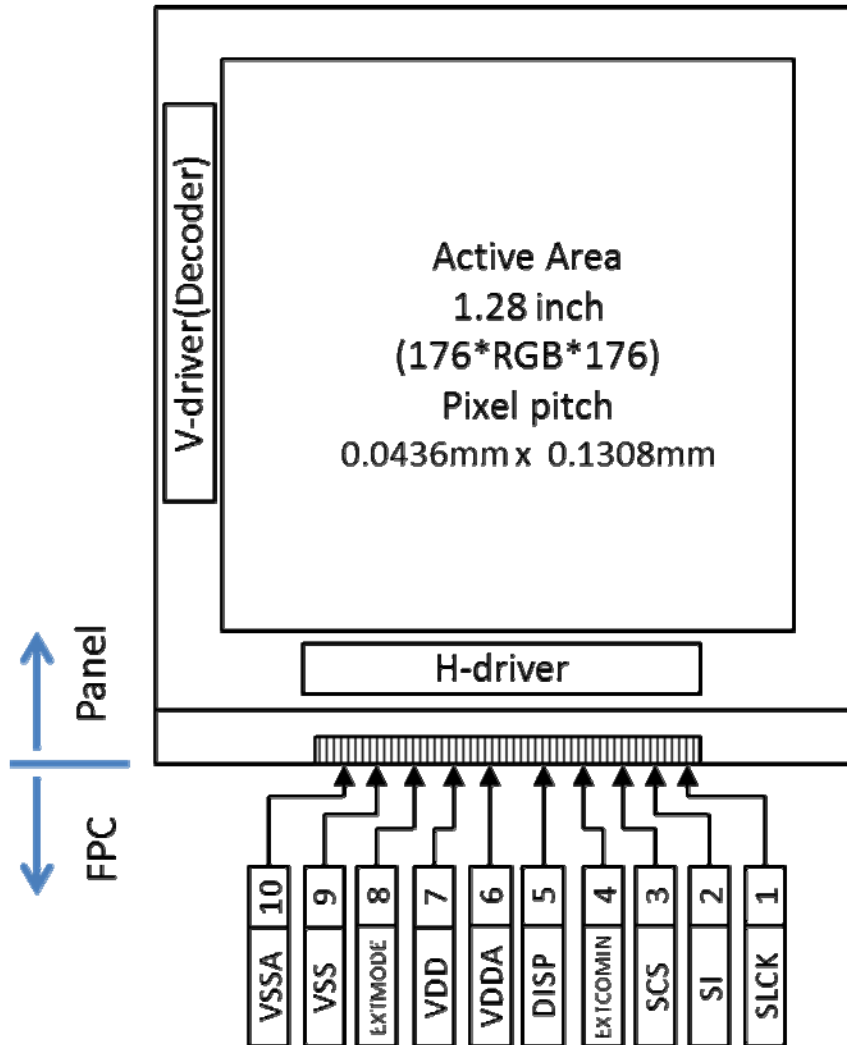 V-driver(Decoder)
Active Area
1.28 inch
(176*RGB*176)
Pixel pitch
0.0436mm x 0.1308mm
H-driver
Panel
FPC
10 9 8 7 6 5 4 3 2 1
VSSA VSS EXTMODE VDD VDDA DISP EXTCOMIN SCS SI SLCK